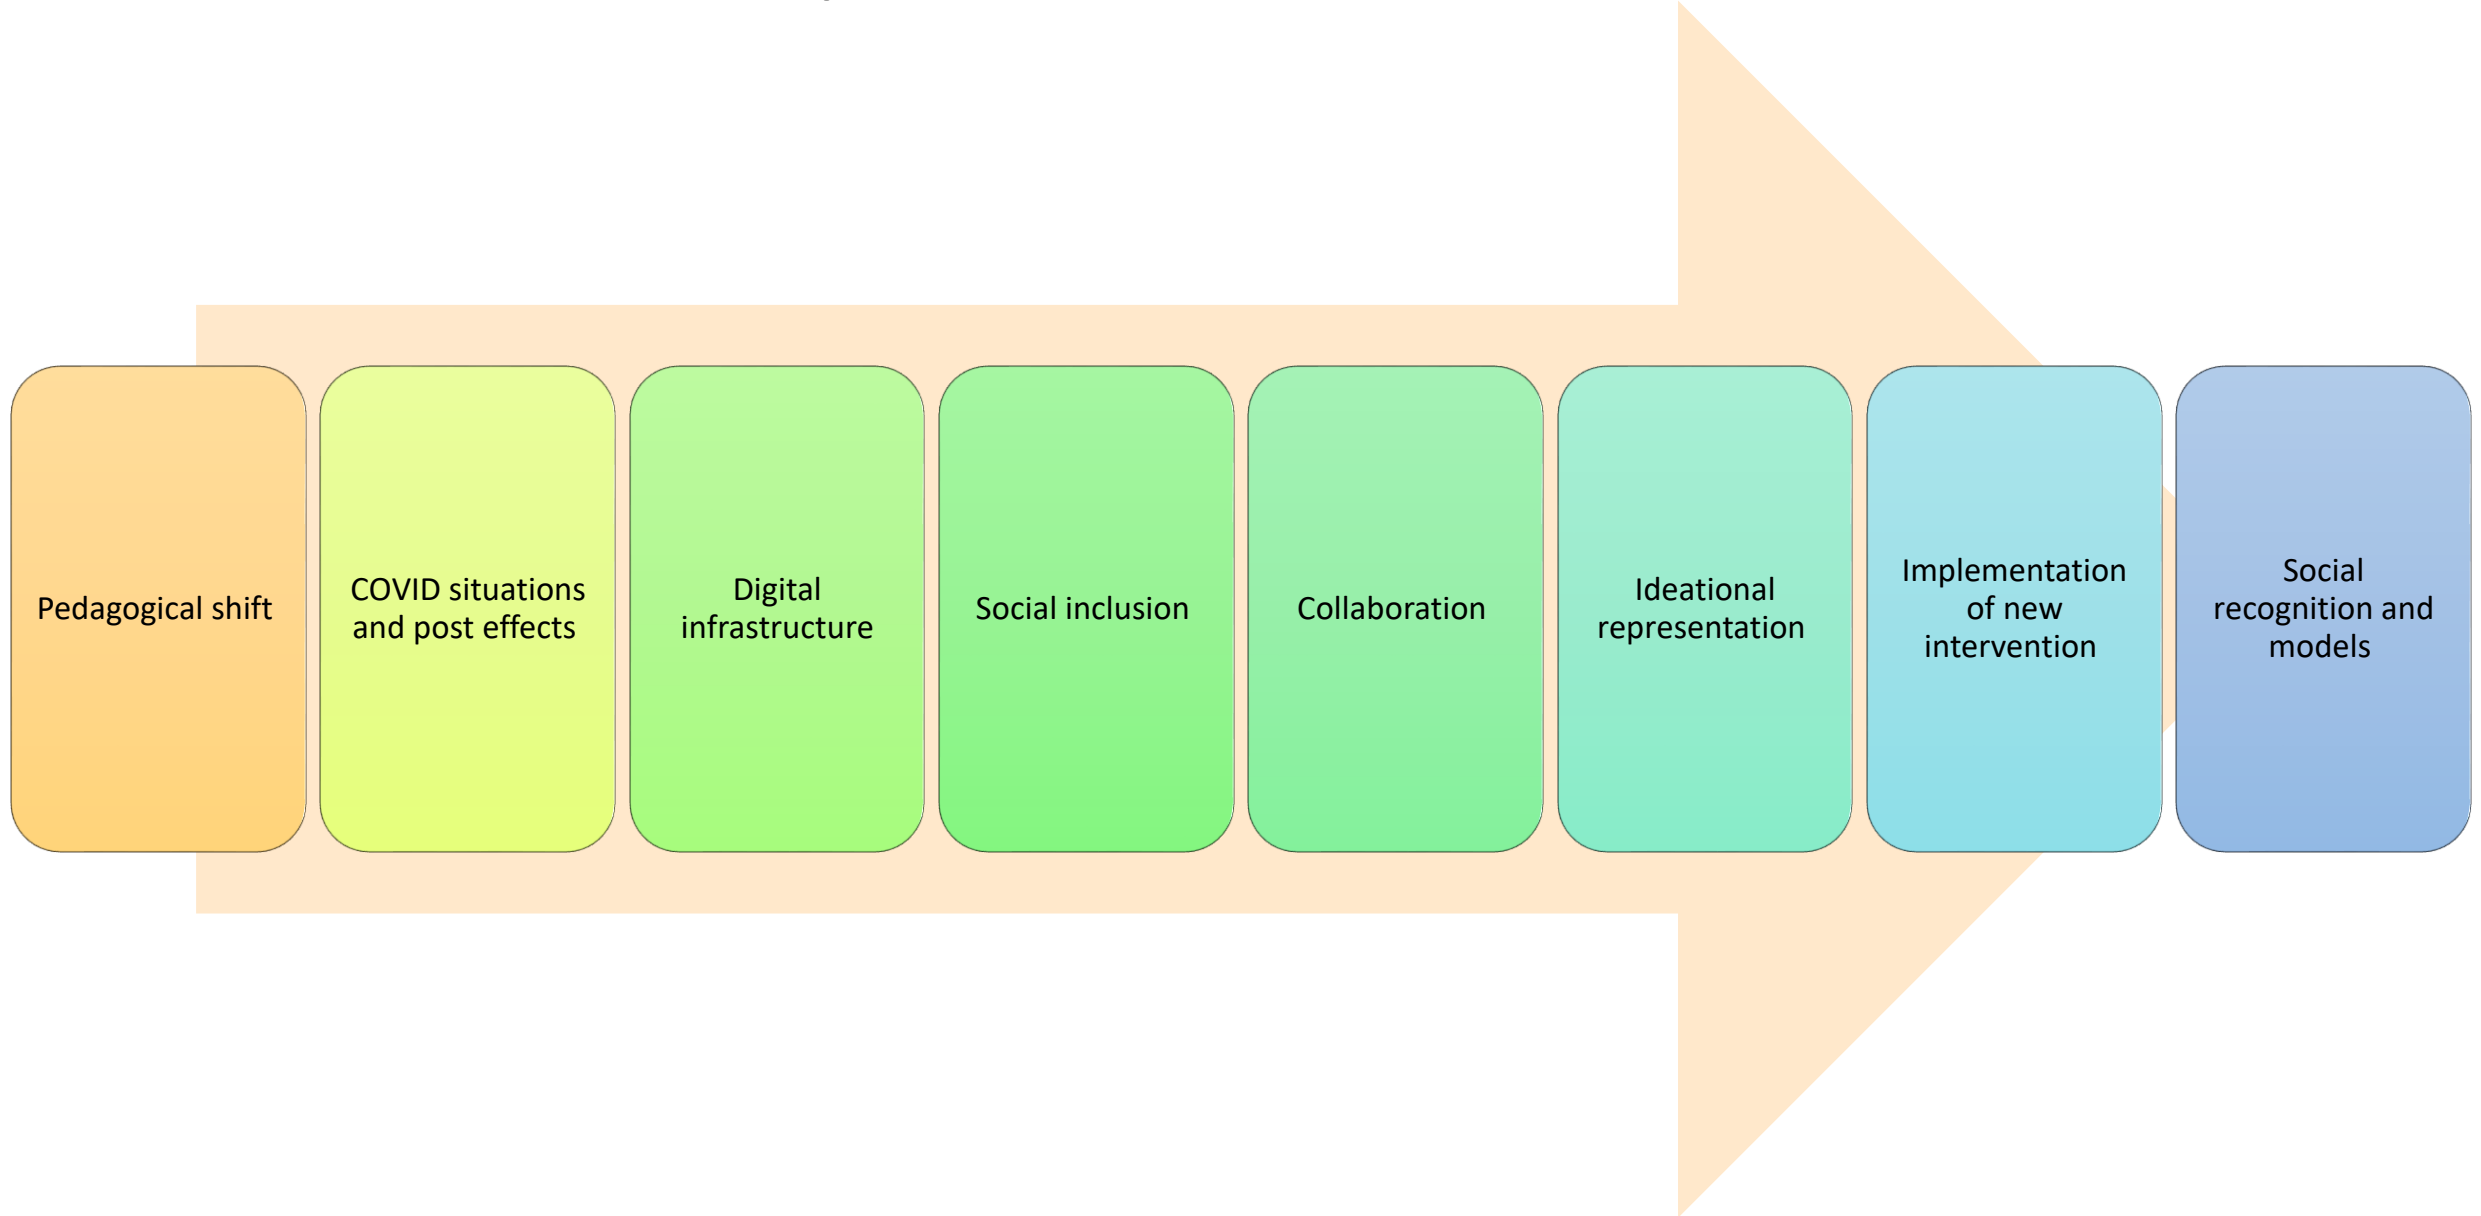 Pedagogical shift
COVID situations
and post effects
Digital
infrastructure
Social inclusion
Collaboration
Ideational
representation
Implementation
of new
intervention
Social
recognition and
models